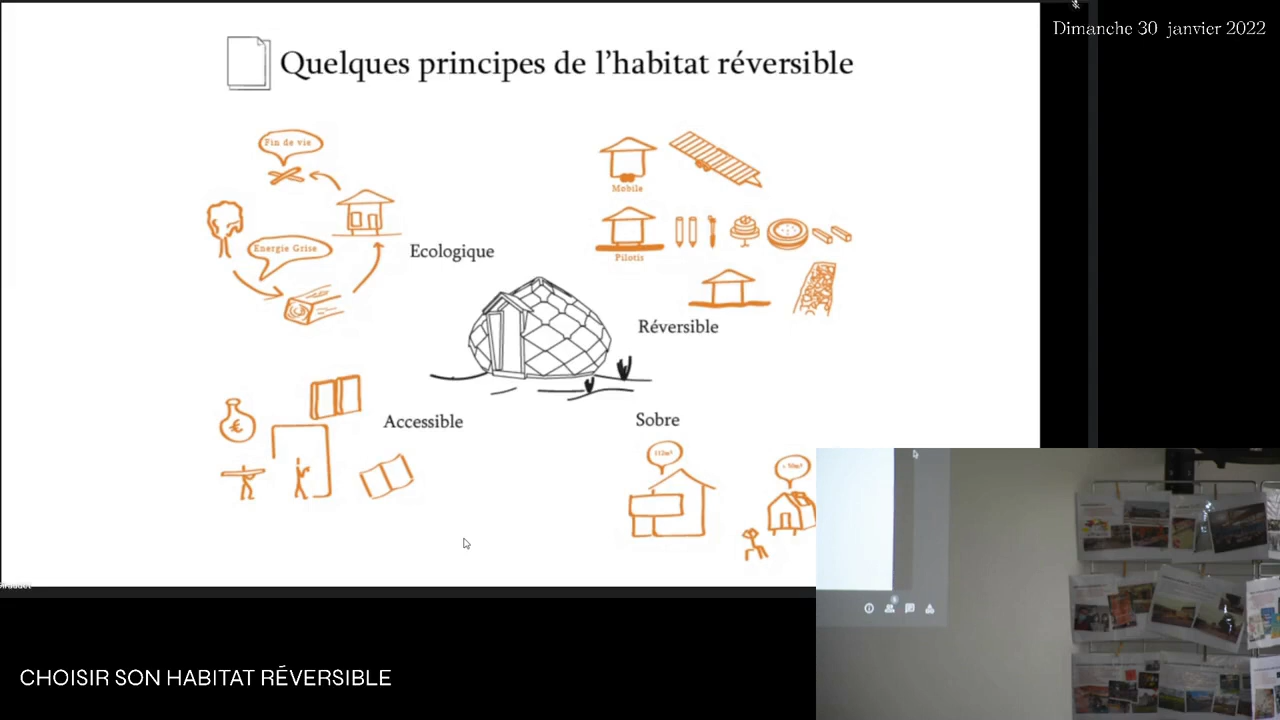 Dimanche 30 janvier 2022
Quelques principes de l'habitat réversible
Fin de vie
Energie Grise
Ecologique
Mobile
Pilotis
Réversible
Accessible
€
Sobre
112m²
CHOISIR SON HABITAT RÉVERSIBLE